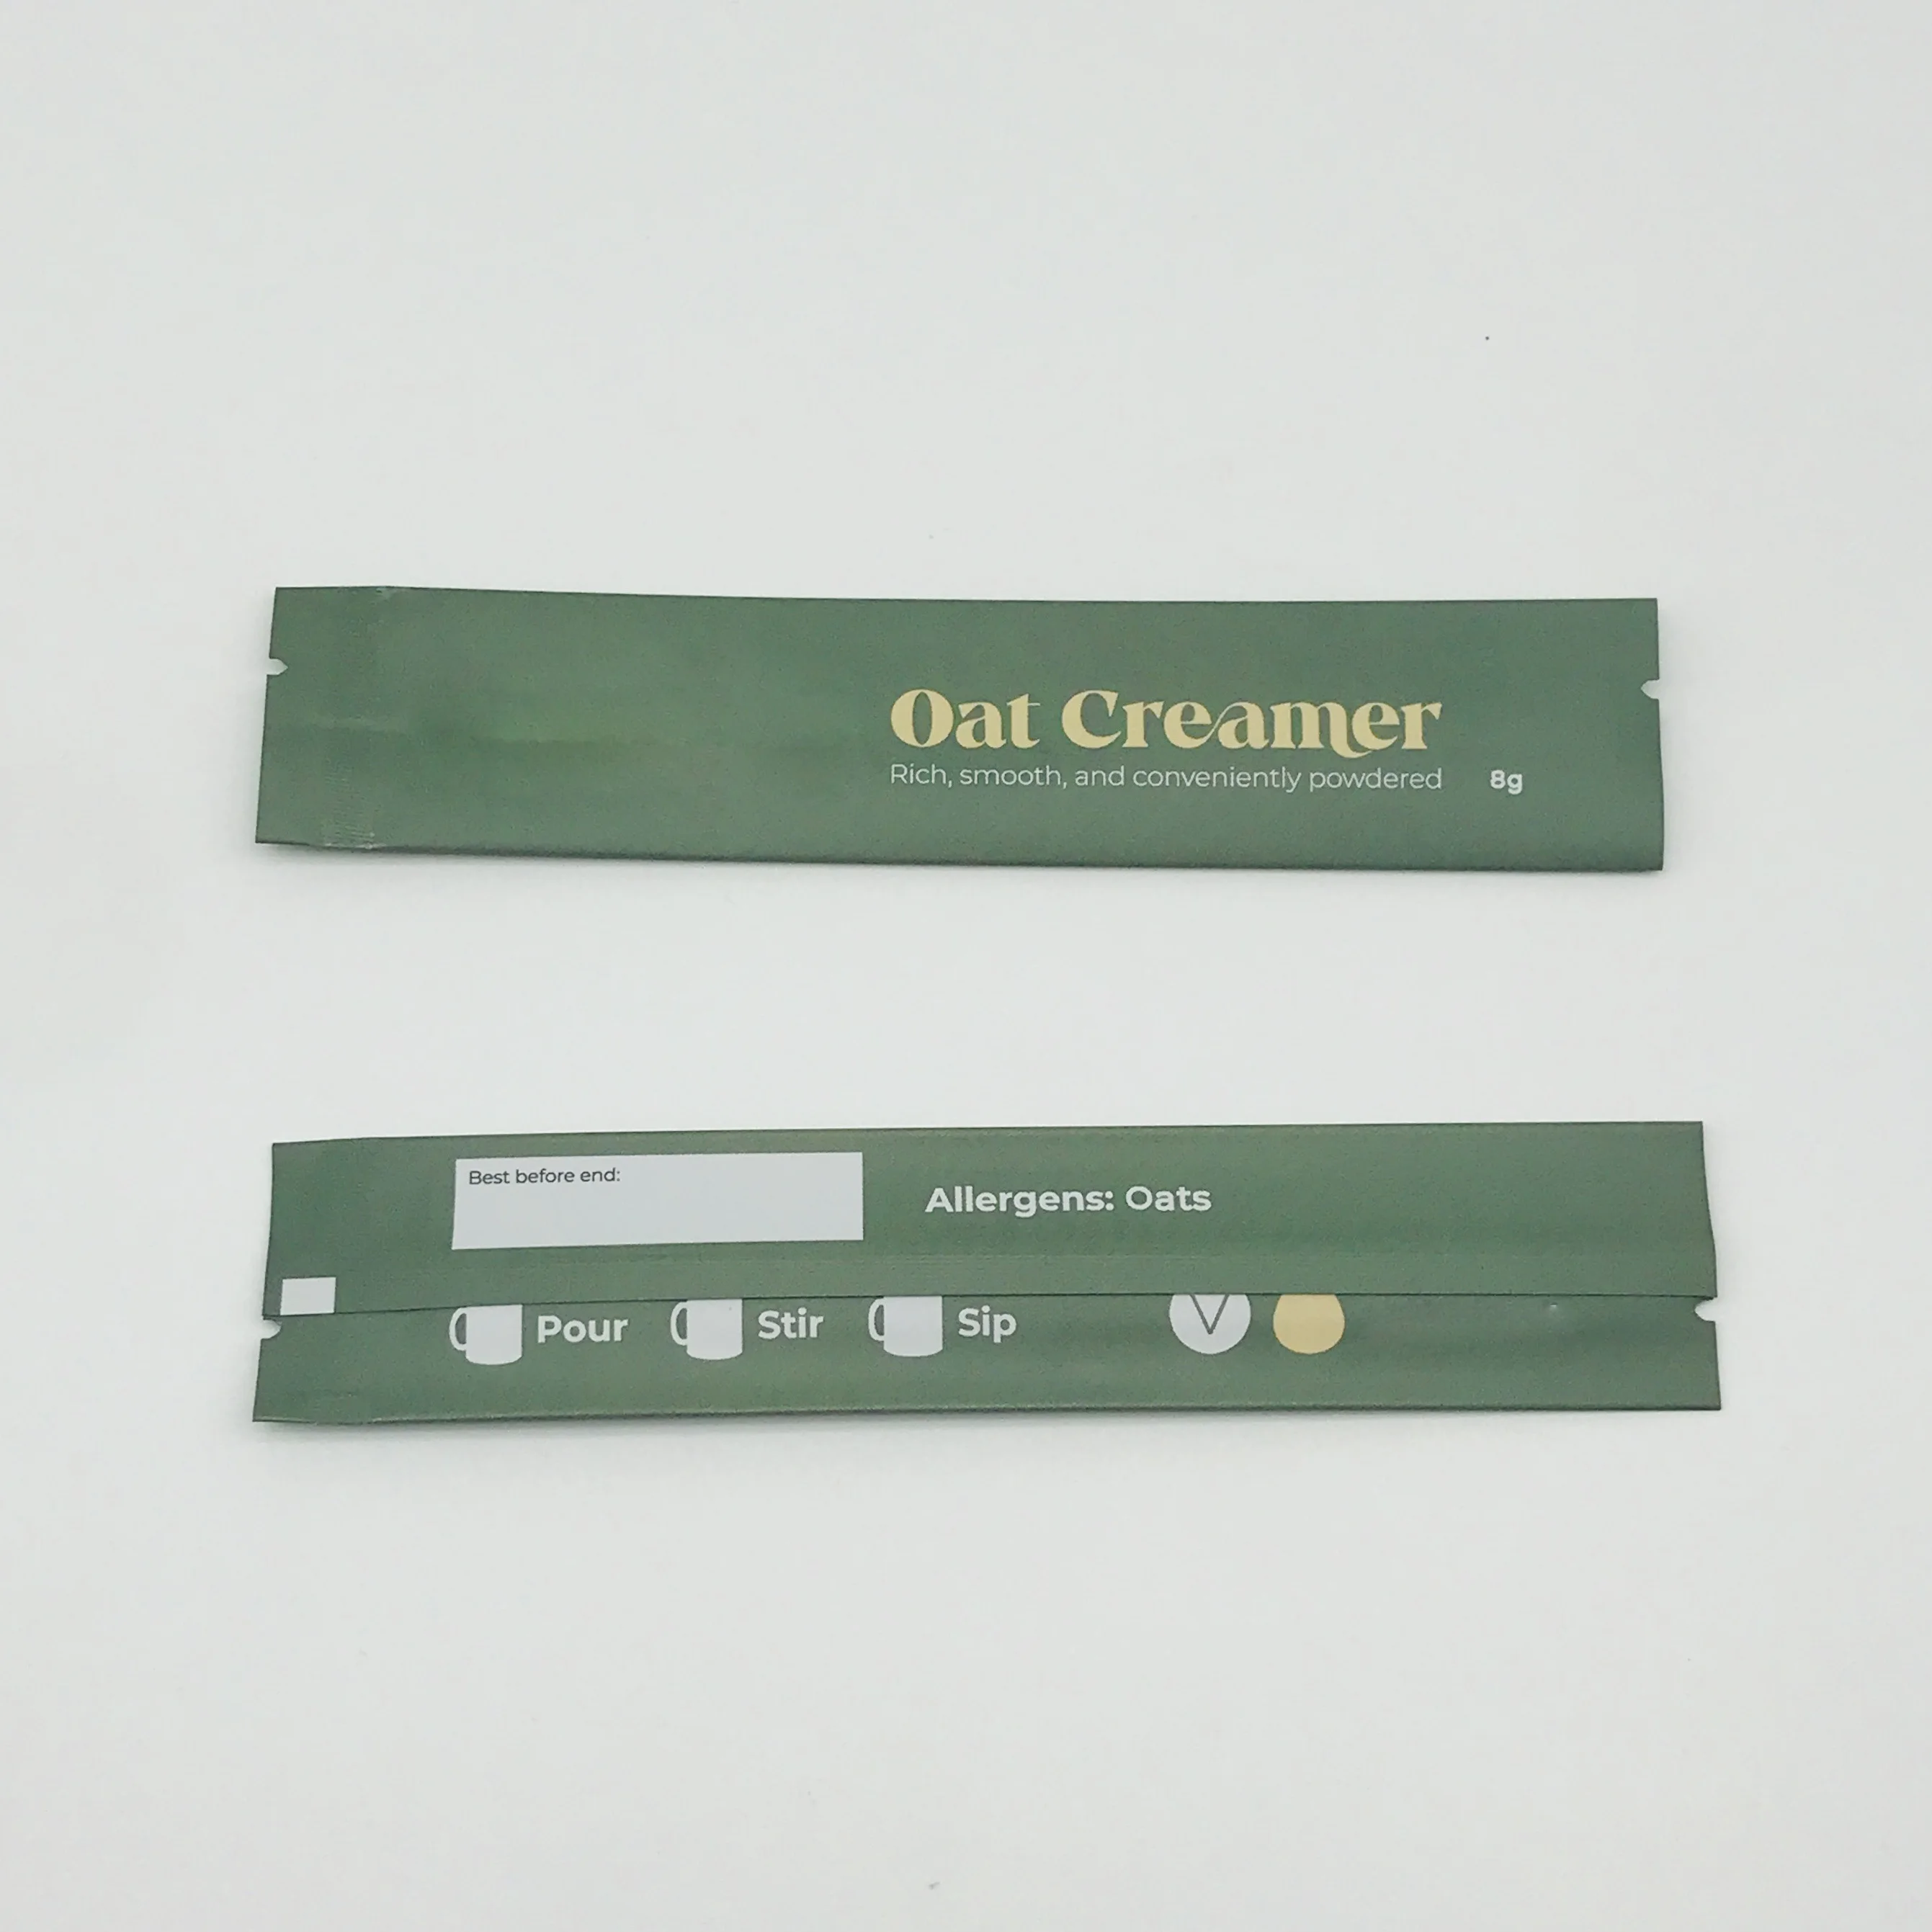 Oat Creamer
Rich, smooth, and conveniently powdered 8g
Best before end:
Allergens: Oats
Pour Stir Sip V